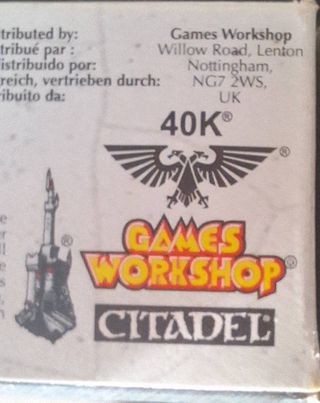 tributed by: Games Workshop
tribué par : Willow Road, Lenton
istribuido por: Nottingham,
reich, vertrieben durch: NG7 2WS,
ribuito da: UK
40K®
®
GAMES
WORKSHOP®
®
CITADEL®